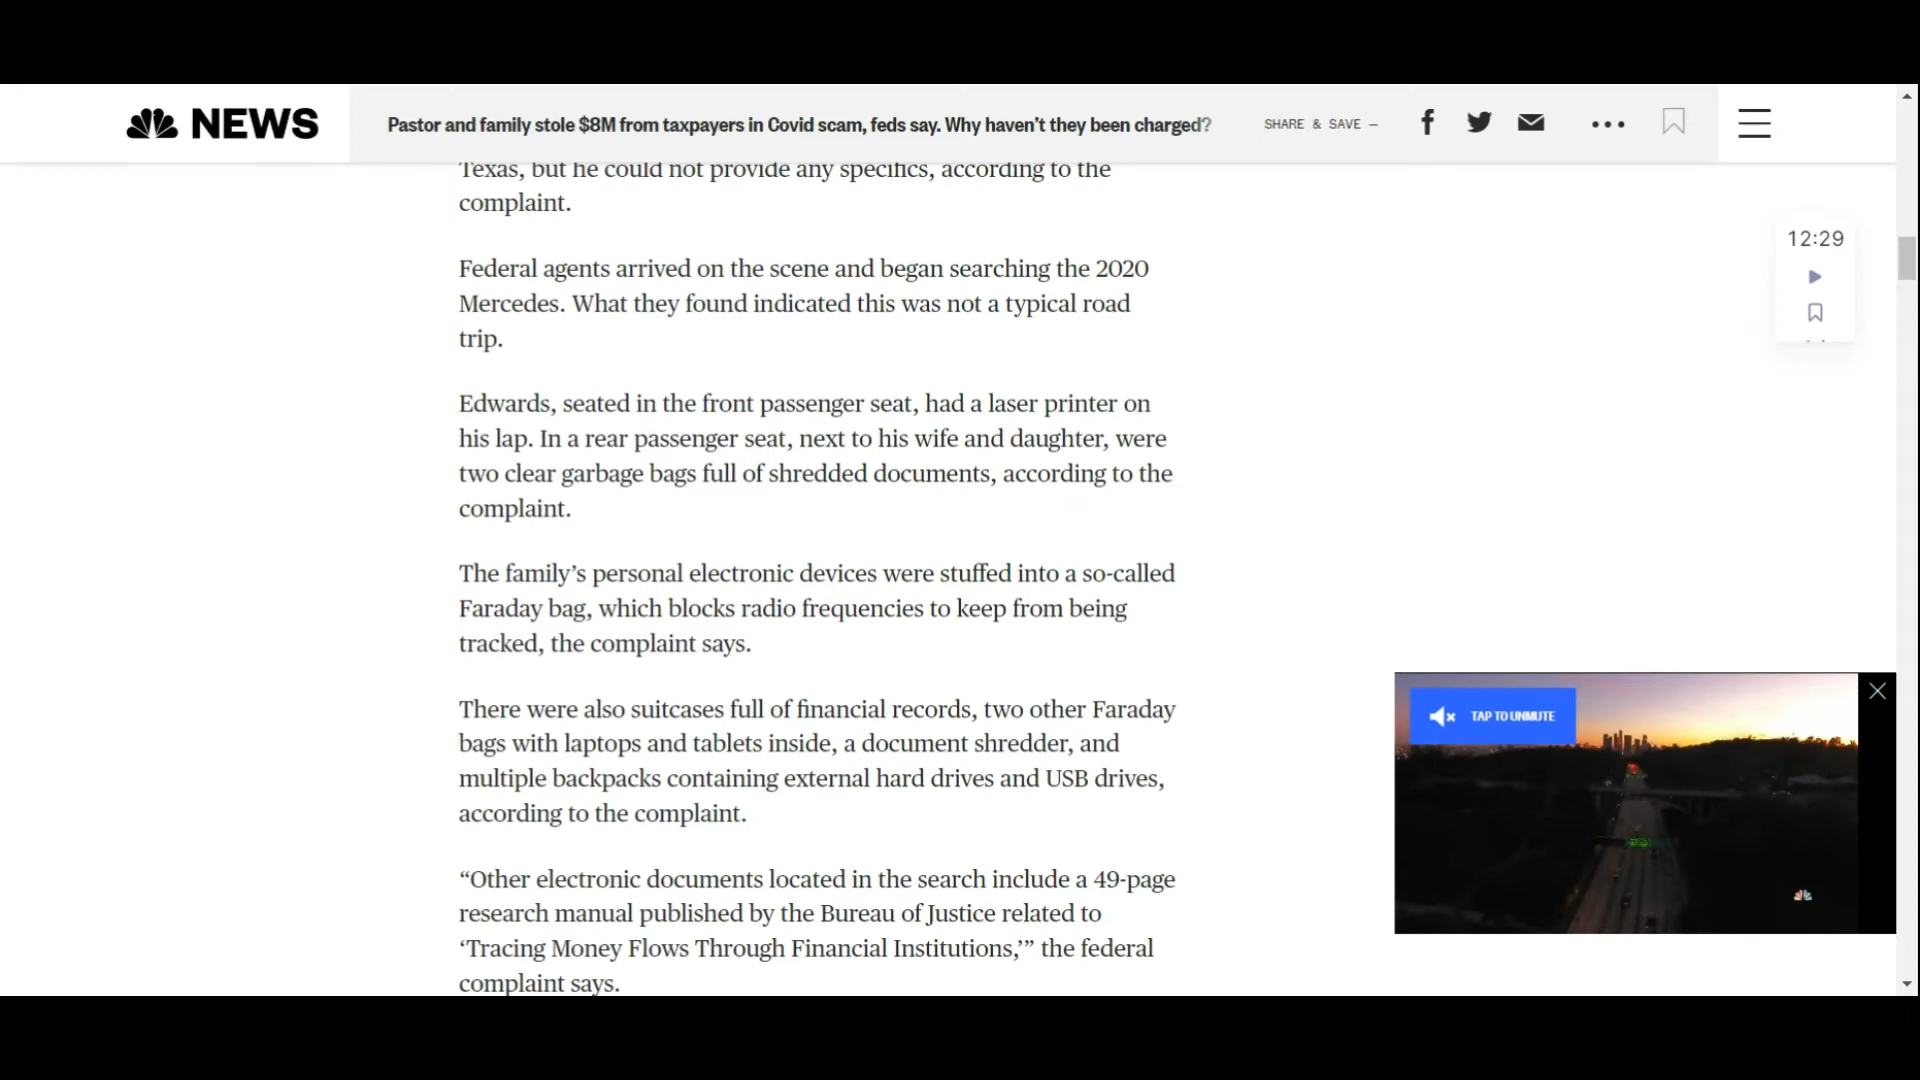 NEWS
Pastor and family stole $8M from taxpayers in Covid scam, feds say. Why haven't they been charged?
SHARE & SAVE —
Texas, but he could not provide any specifics, according to the
complaint.
12:29
Federal agents arrived on the scene and began searching the 2020
Mercedes. What they found indicated this was not a typical road
trip.
Edwards, seated in the front passenger seat, had a laser printer on
his lap. In a rear passenger seat, next to his wife and daughter, were
two clear garbage bags full of shredded documents, according to the
complaint.
The family’s personal electronic devices were stuffed into a so-called
Faraday bag, which blocks radio frequencies to keep from being
tracked, the complaint says.
There were also suitcases full of financial records, two other Faraday
bags with laptops and tablets inside, a document shredder, and
multiple backpacks containing external hard drives and USB drives,
according to the complaint.
TAP TO UNMUTE
“Other electronic documents located in the search include a 49-page
research manual published by the Bureau of Justice related to
‘Tracing Money Flows Through Financial Institutions,’” the federal
complaint says.